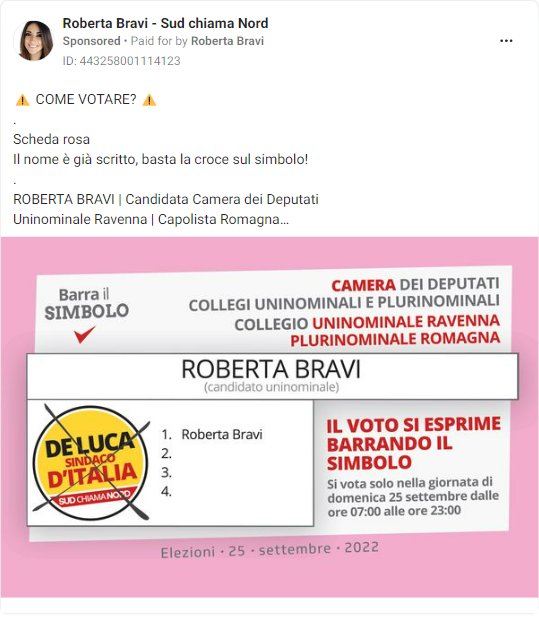 Roberta Bravi - Sud chiama Nord
Sponsored • Paid for by Roberta Bravi
ID: 443258001114123
⚠️ COME VOTARE? ⚠️
.
Scheda rosa
Il nome è già scritto, basta la croce sul simbolo!
.
ROBERTA BRAVI | Candidata Camera dei Deputati
Uninominale Ravenna | Capolista Romagna...
Barra il
SIMBOLO
CAMERA DEI DEPUTATI
COLLEGI UNINOMINALI E PLURINOMINALI
COLLEGIO UNINOMINALE RAVENNA
PLURINOMINALE ROMAGNA
ROBERTA BRAVI
(candidato uninominale)
DE LUCA
SINDACO
D'ITALIA
SUD CHIAMA NORD
1. Roberta Bravi
2.
3.
4.
IL VOTO SI ESPRIME
BARRANDO IL
SIMBOLO
Si vota solo nella giornata di
domenica 25 settembre dalle
ore 07:00 alle ore 23:00
Elezioni • 25 • settembre • 2022